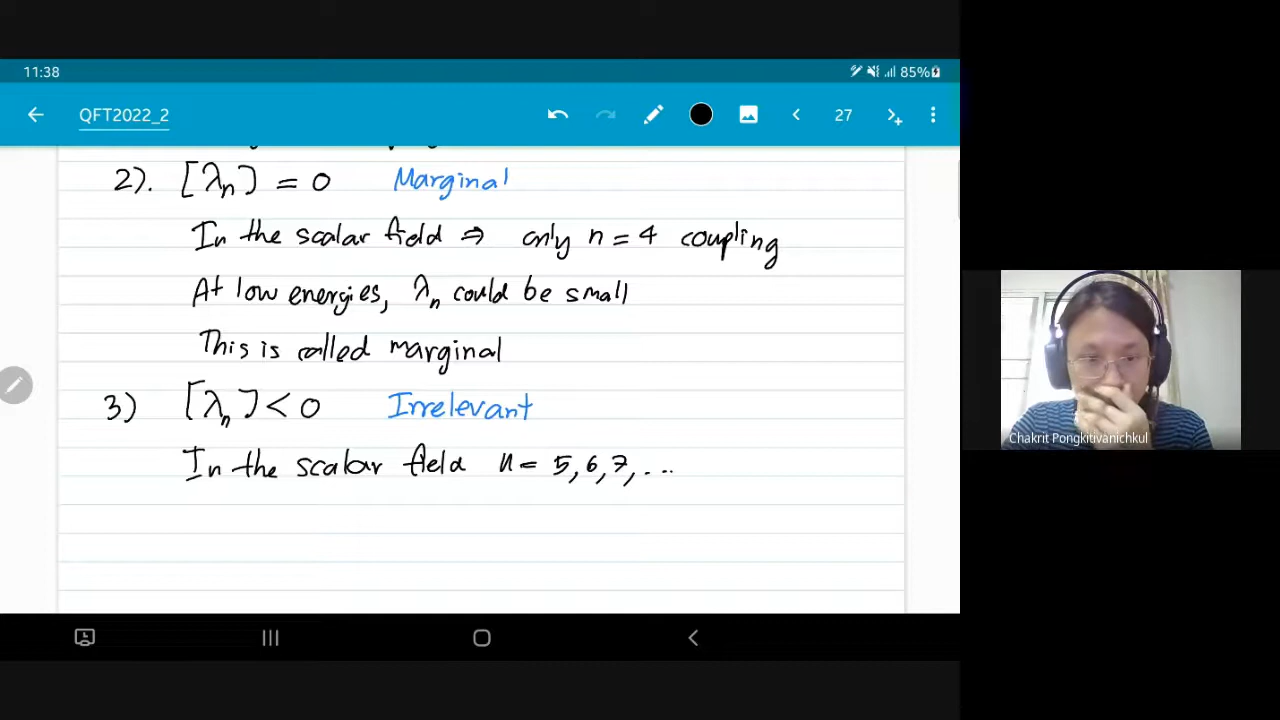 11:38
85%
QFT2022_2
27
2). [λn] = 0 Marginal
In the scalar field ⇒ only n = 4 coupling
At low energies, λn could be small
This is called marginal
3) [λn] < 0 Irrelevant
In the scalar field n = 5, 6, 7, ...
Chakrit Pongkitivanichkul